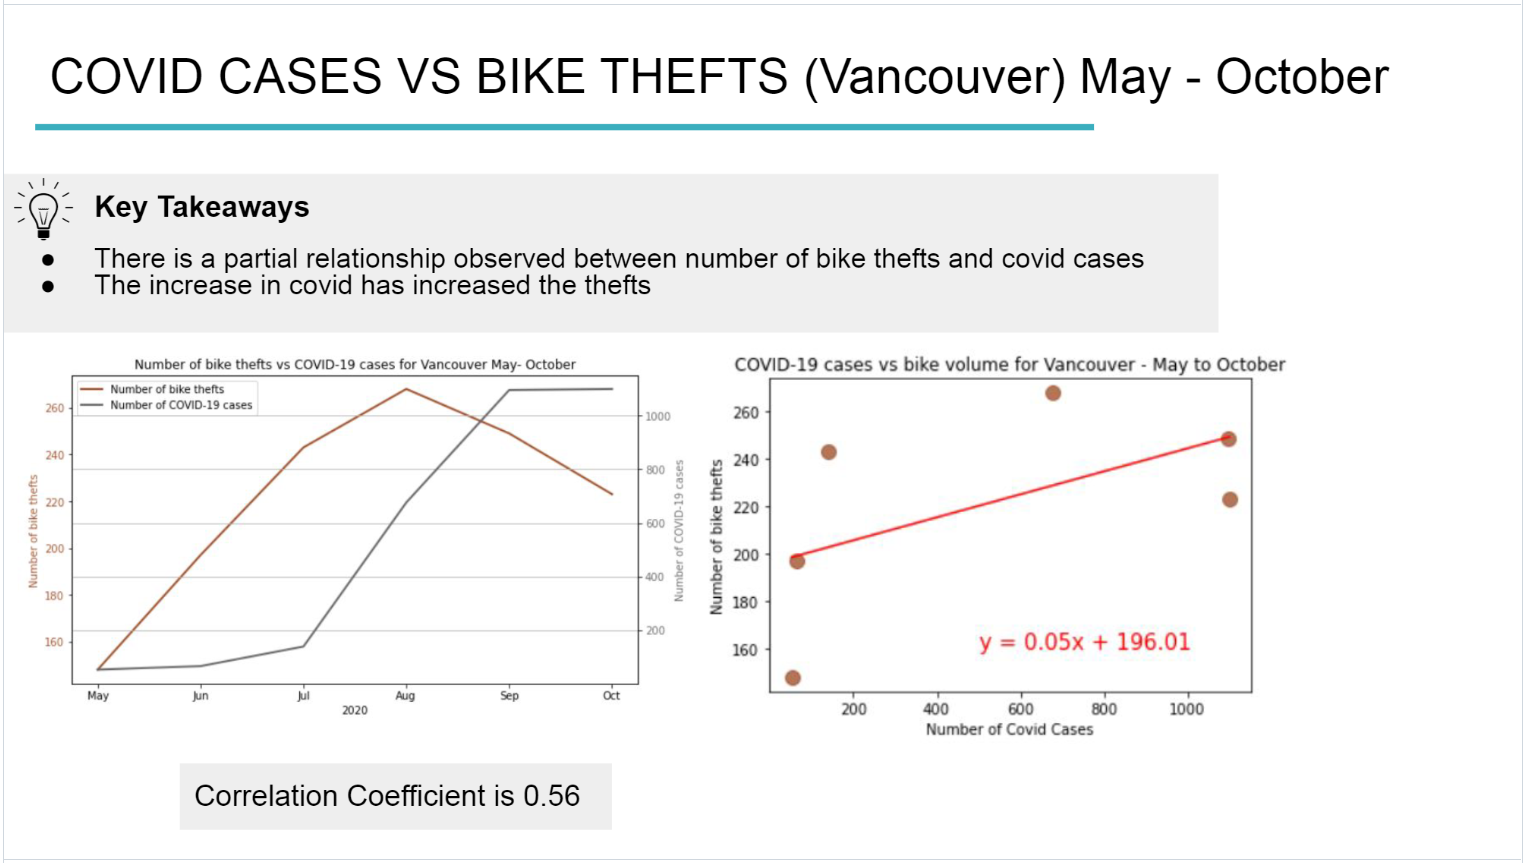 COVID CASES VS BIKE THEFTS (Vancouver) May - October
Key Takeaways
● There is a partial relationship observed between number of bike thefts and covid cases
● The increase in covid has increased the thefts
Number of bike thefts vs COVID-19 cases for Vancouver May- October
Number of bike thefts
Number of COVID-19 cases
260
240
220
200
180
160
Number of bike thefts
1000
800
600
400
200
Number of COVID-19 cases
May Jun Jul Aug Sep Oct
2020
COVID-19 cases vs bike volume for Vancouver - May to October
260
240
220
200
180
160
Number of bike thefts
y = 0.05x + 196.01
200 400 600 800 1000
Number of Covid Cases
Correlation Coefficient is 0.56